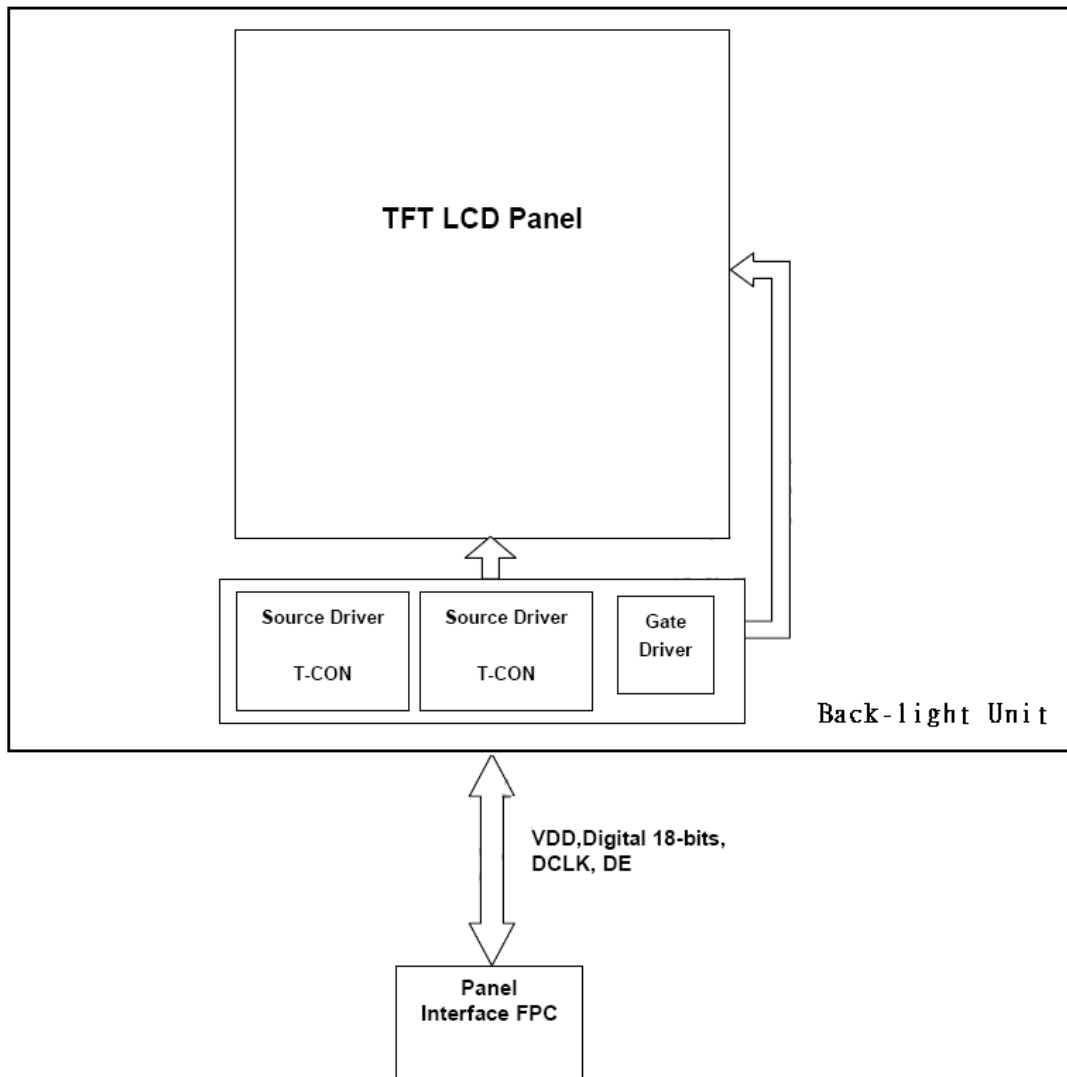 TFT LCD Panel
Source Driver
T-CON
Source Driver
T-CON
Gate
Driver
Back-light Unit
VDD,Digital 18-bits,
DCLK, DE
Panel
Interface FPC